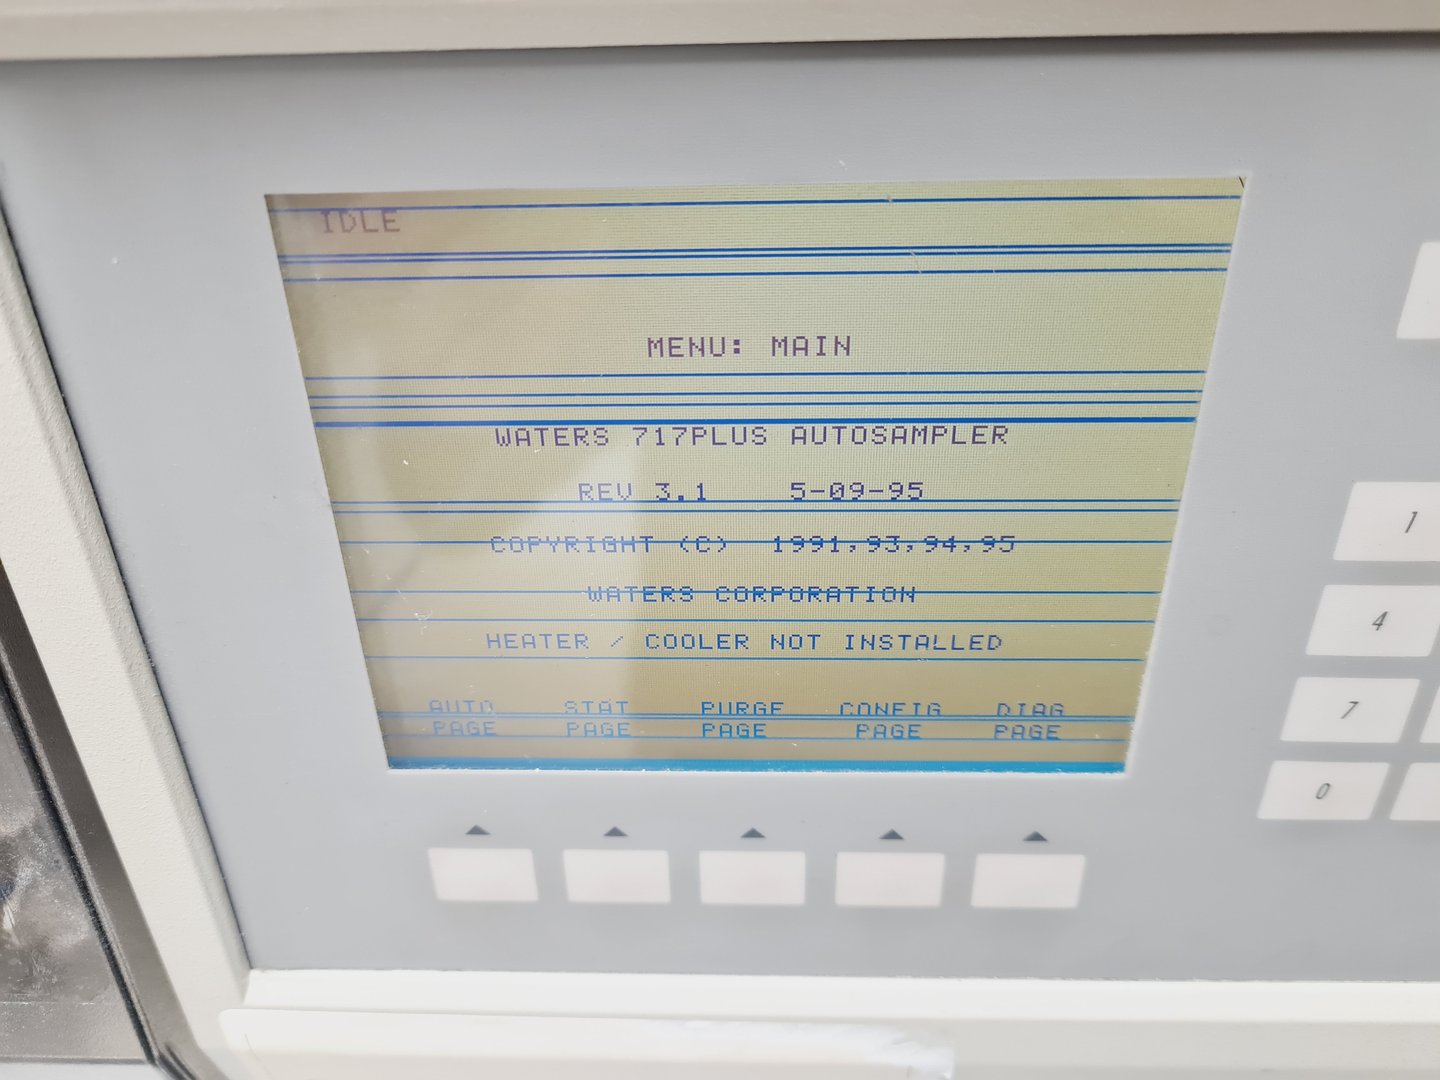 IDLE
MENU: MAIN
WATERS 717PLUS AUTOSAMPLER
REV 3.1 5-09-95
COPYRIGHT (C) 1991,93,94,95
WATERS CORPORATION
HEATER / COOLER NOT INSTALLED
AUTO STAT PURGE CONFIG DIAG
PAGE PAGE PAGE PAGE PAGE
1
4
7
0